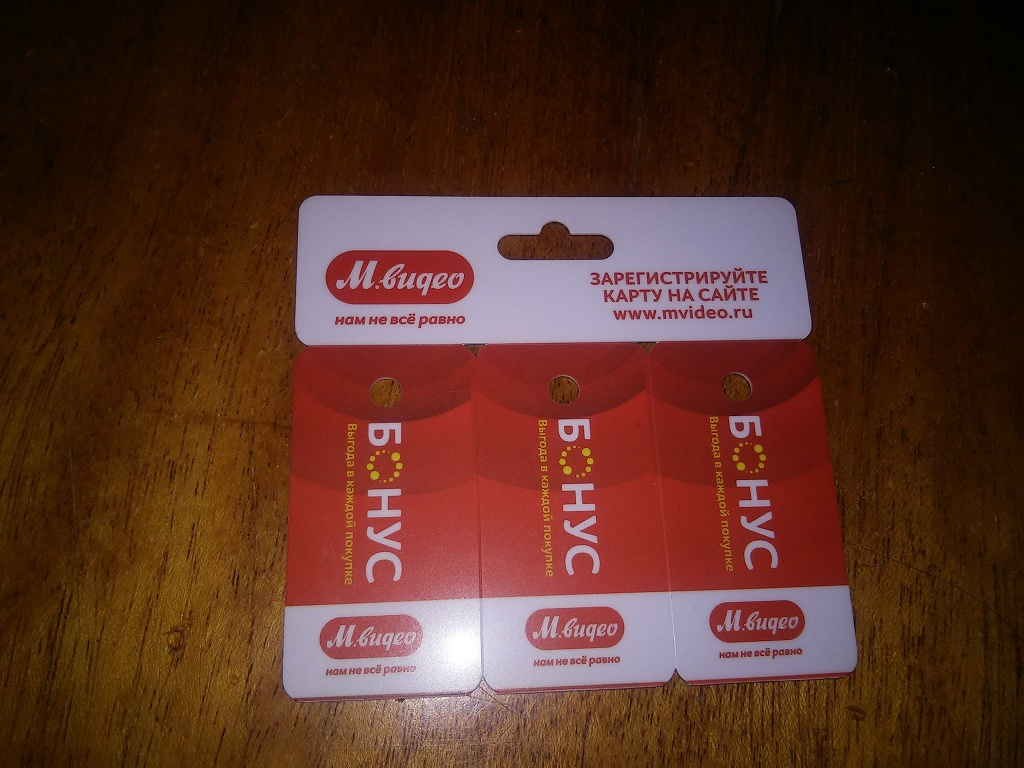 М.видео
нам не всё равно
ЗАРЕГИСТРИРУЙТЕ
КАРТУ НА САЙТЕ
www.mvideo.ru
БОНУС
Выгода в каждой покупке
М.видео
нам не всё равно
БОНУС
Выгода в каждой покупке
М.видео
нам не всё равно
БОНУС
Выгода в каждой покупке
М.видео
нам не всё равно